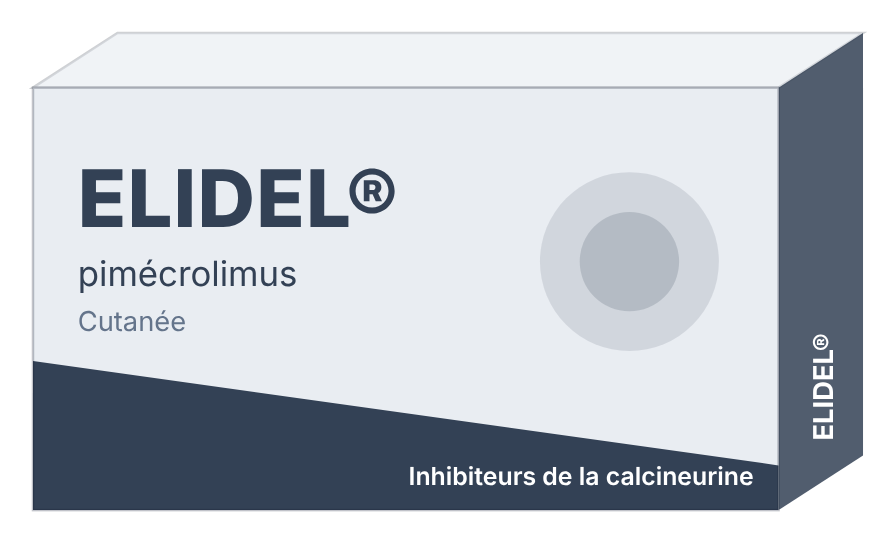 ELIDEL®
pimécrolimus
Cutanée
Inhibiteurs de la calcineurine
ELIDEL®